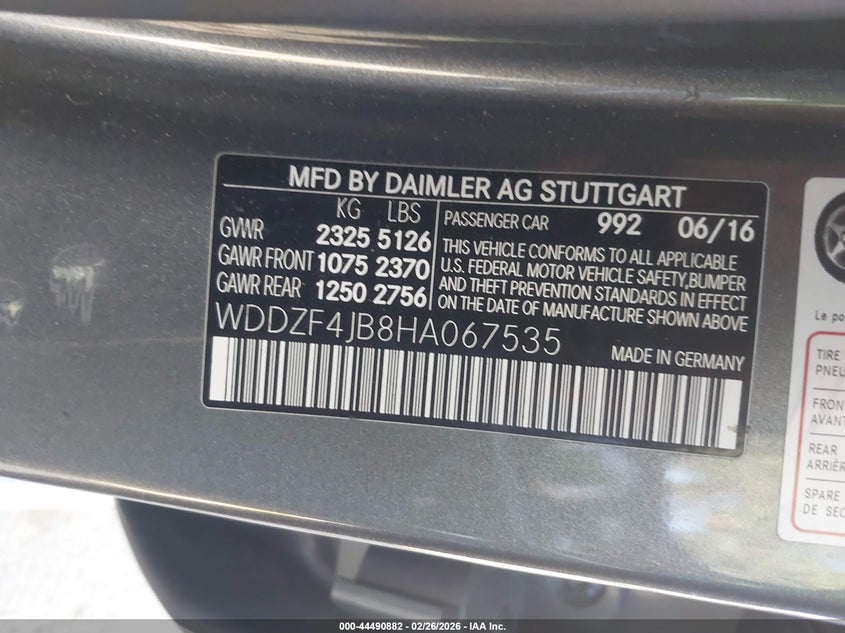 MFD BY DAIMLER AG STUTTGART
KG LBS
GVWR 2325 5126
GAWR FRONT 1075 2370
GAWR REAR 1250 2756
PASSENGER CAR 992 06/16
THIS VEHICLE CONFORMS TO ALL APPLICABLE
U.S. FEDERAL MOTOR VEHICLE SAFETY,BUMPER
AND THEFT PREVENTION STANDARDS IN EFFECT
ON THE DATE OF MANUFACTURE SHOWN ABOVE
WDDZF4JB8HA067535
MADE IN GERMANY
Le
TIRE
FRONT
AVANT
REAR
SPARE
DE
000-44490882 - 02/26/2026 - IAA Inc.